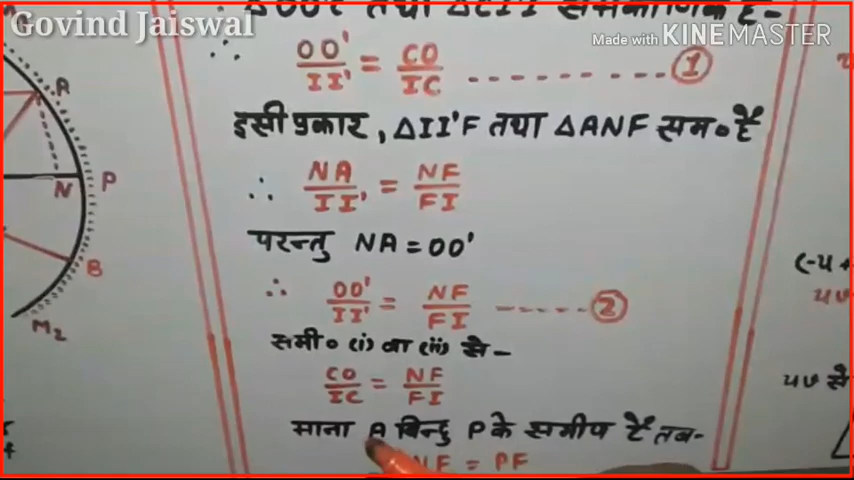 Govind Jaiswal
Made with KINEMASTER
∴ OO'/II' = CO/IC ---------- ①
इसी प्रकार, ΔII'F तथा ΔANF सम० हैं
∴ NA/II' = NF/FI
परन्तु NA = OO'
∴ OO'/II' = NF/FI ------ ②
समी० (i) वा (ii) से -
CO/IC = NF/FI
माना A बिन्दु P के समीप हैं तब-
NF = PF
A
N
P
B
M₂